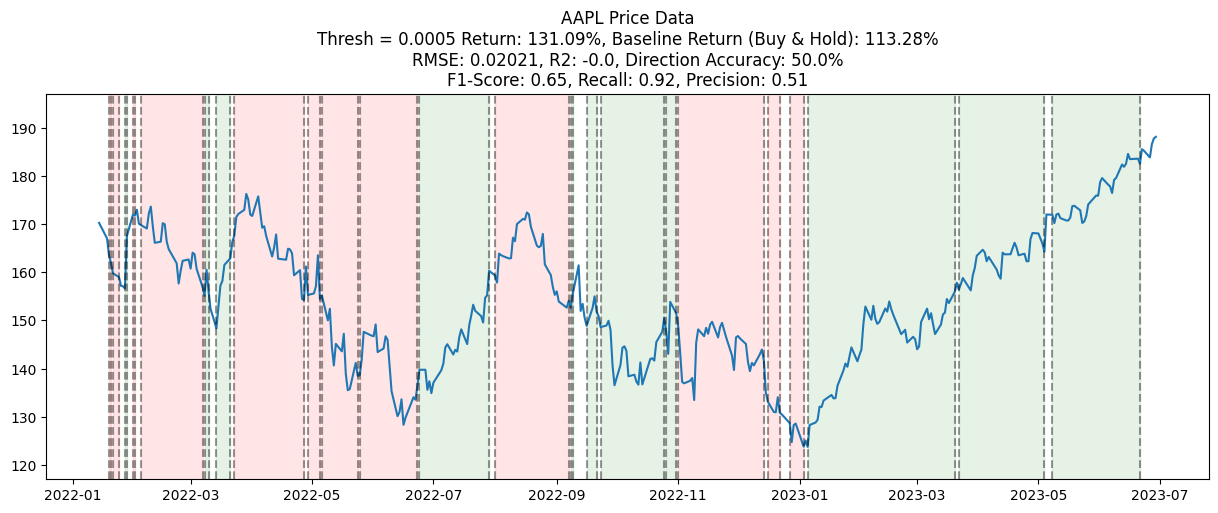 AAPL Price Data
Thresh = 0.0005 Return: 131.09%, Baseline Return (Buy & Hold): 113.28%
RMSE: 0.02021, R2: -0.0, Direction Accuracy: 50.0%
F1-Score: 0.65, Recall: 0.92, Precision: 0.51
190
180
170
160
150
140
130
120
2022-01 2022-03 2022-05 2022-07 2022-09 2022-11 2023-01 2023-03 2023-05 2023-07